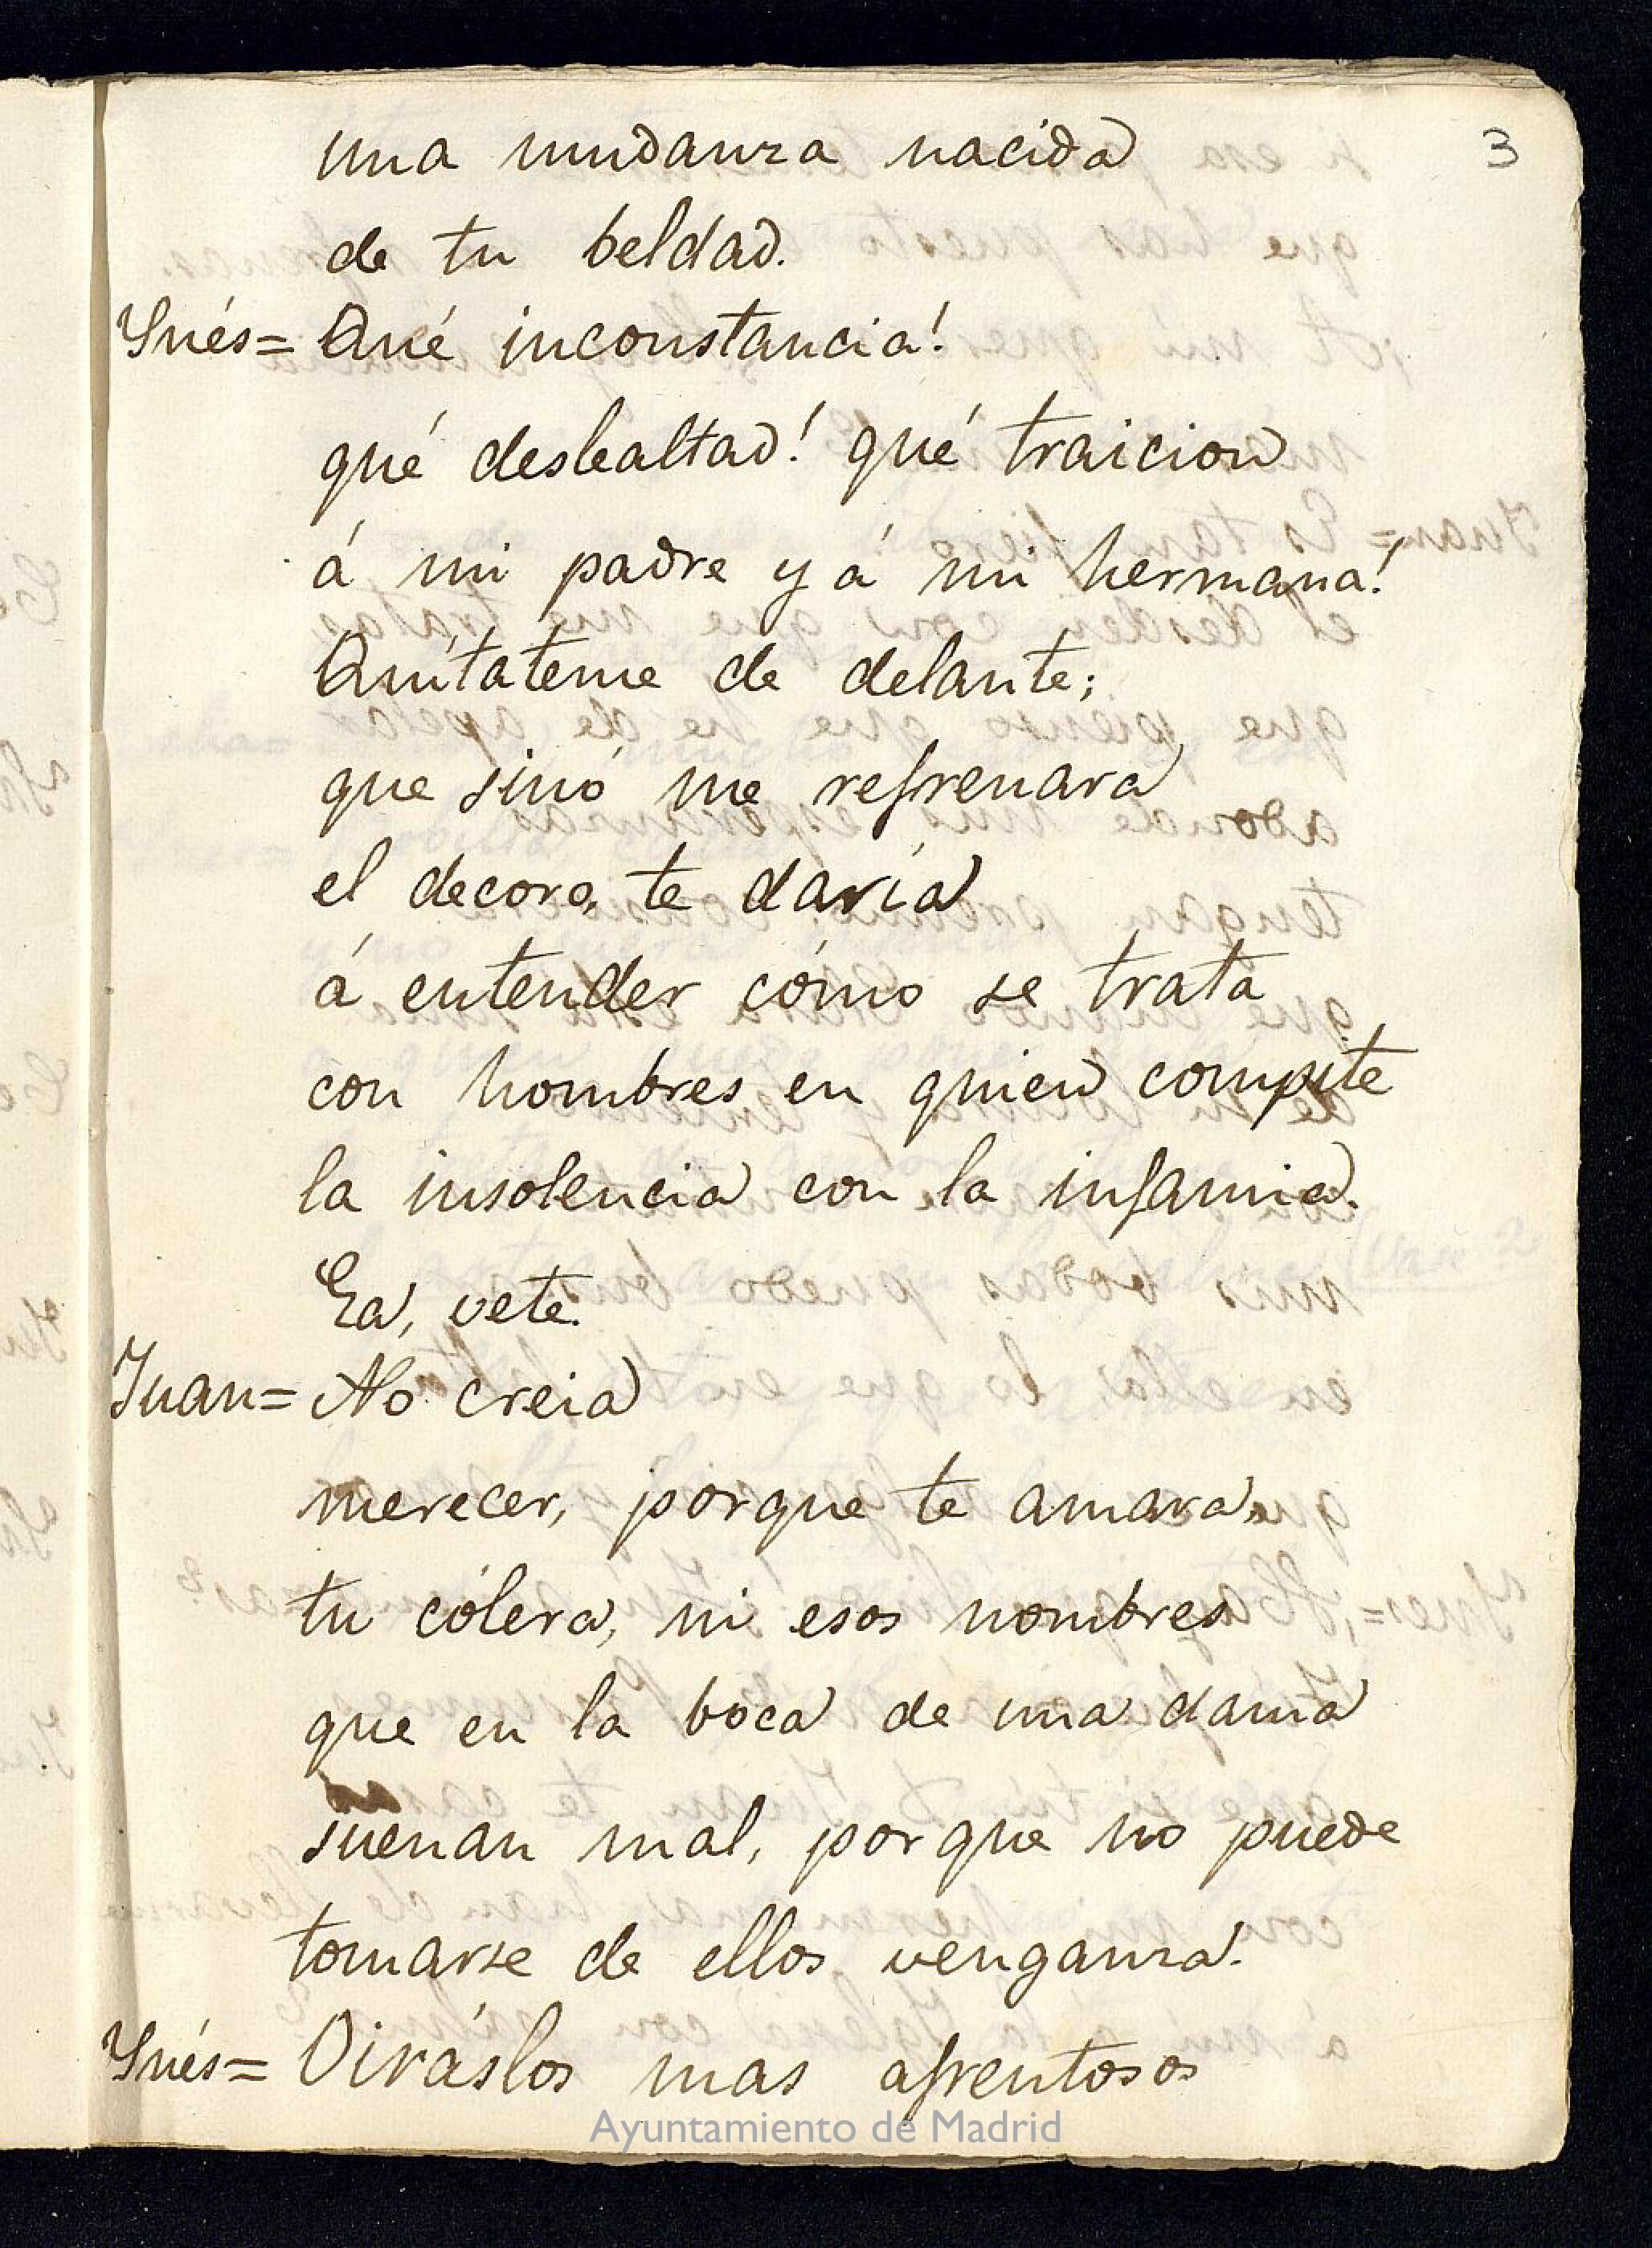 3
una mudanza nacida
de tu beldad.
Ynés= Qué inconstancia!
qué deslealtad! qué traicion
á mi padre y á mi hermana!
Quítateme de delante;
que sinó me refrenara
el decoro, te daría
á entender cómo se trata
con hombres en quien compite
la insolencia con la infamia.
Ea, vete.
Juan= No creia
merecer, porque te amara,
tu cólera, ni esos nombres
que en la boca de una dama
suenan mal, porque no puede
tomarse de ellos venganza.
Ynés= Oiráslos mas afrentosos
Ayuntamiento de Madrid